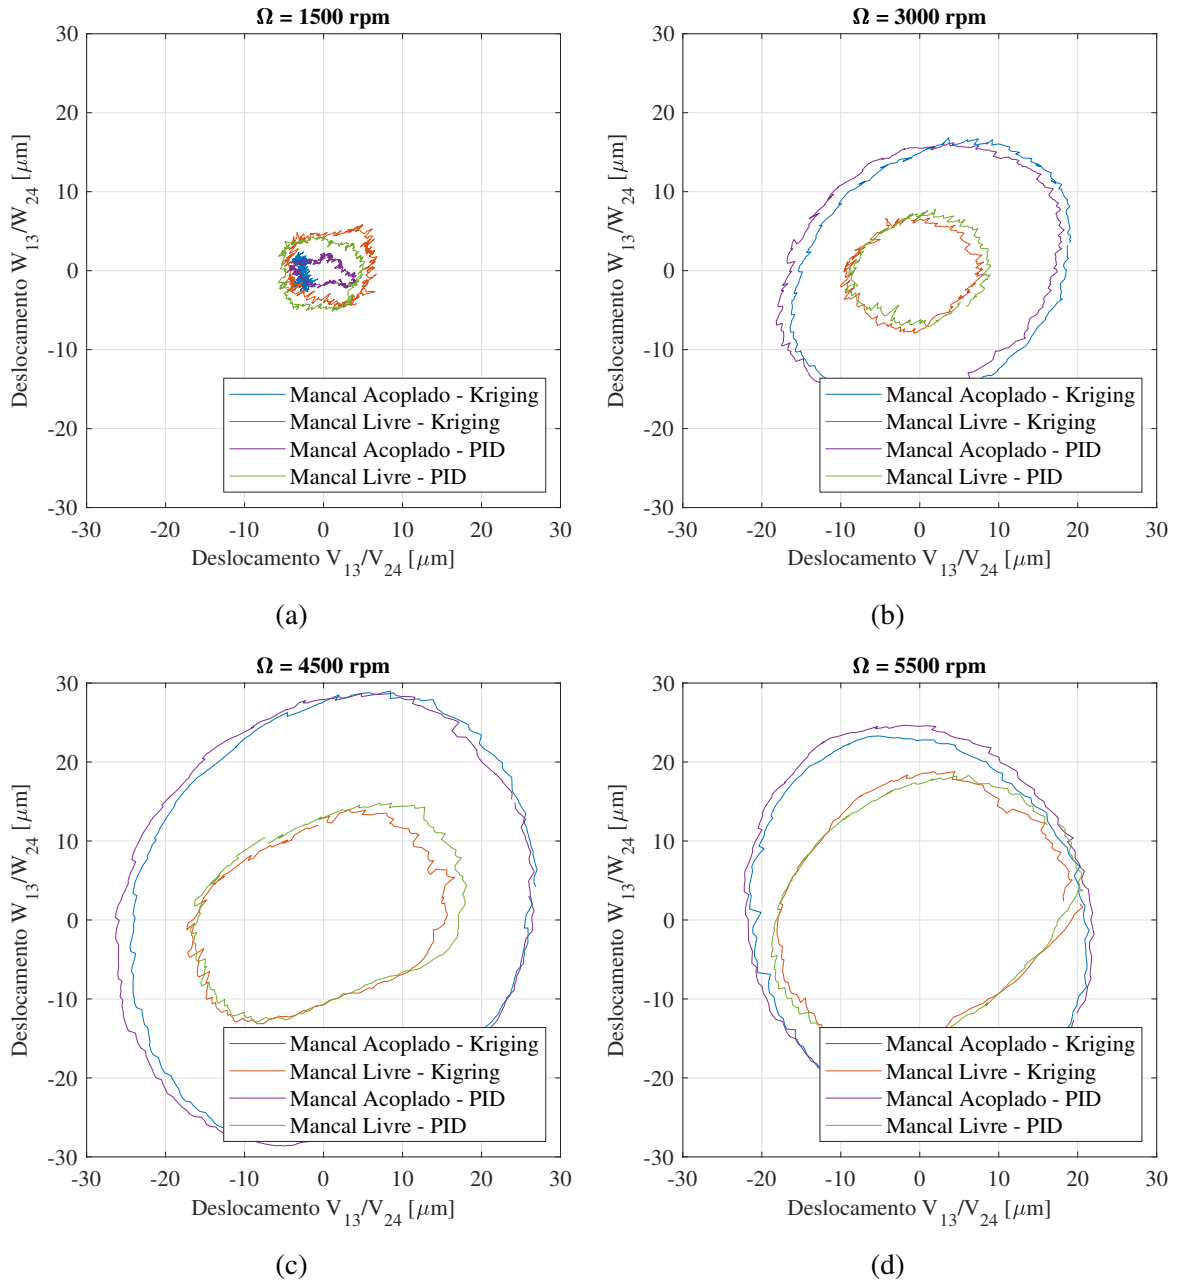 Ω = 1500 rpm
30
20
10
0
-10
-20
-30
-30 -20 -10 0 10 20 30
Deslocamento W13/W24 [μm]
Deslocamento V13/V24 [μm]
Mancal Acoplado - Kriging
Mancal Livre - Kriging
Mancal Acoplado - PID
Mancal Livre - PID
(a)
Ω = 3000 rpm
30
20
10
0
-10
-20
-30
-30 -20 -10 0 10 20 30
Deslocamento W13/W24 [μm]
Deslocamento V13/V24 [μm]
Mancal Acoplado - Kriging
Mancal Livre - Kriging
Mancal Acoplado - PID
Mancal Livre - PID
(b)
Ω = 4500 rpm
30
20
10
0
-10
-20
-30
-30 -20 -10 0 10 20 30
Deslocamento W13/W24 [μm]
Deslocamento V13/V24 [μm]
Mancal Acoplado - Kriging
Mancal Livre - Kigring
Mancal Acoplado - PID
Mancal Livre - PID
(c)
Ω = 5500 rpm
30
20
10
0
-10
-20
-30
-30 -20 -10 0 10 20 30
Deslocamento W13/W24 [μm]
Deslocamento V13/V24 [μm]
Mancal Acoplado - Kriging
Mancal Livre - Kriging
Mancal Acoplado - PID
Mancal Livre - PID
(d)